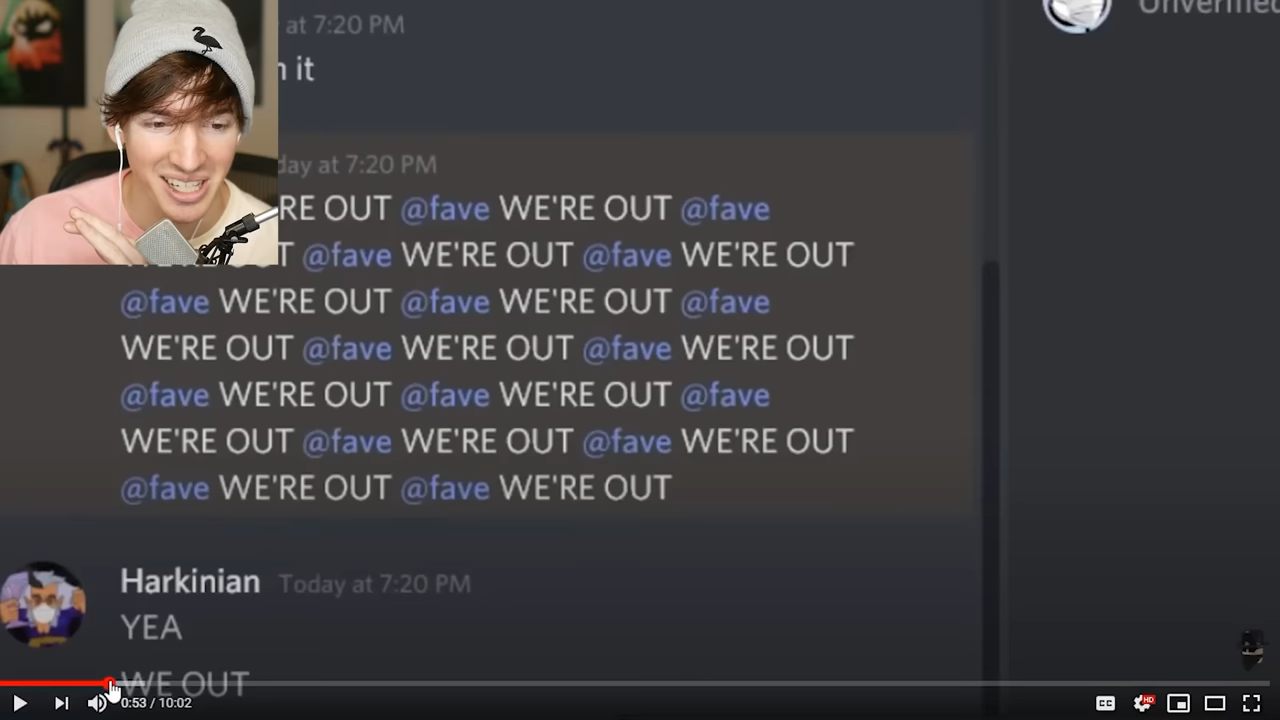 at 7:20 PM
it
Unverified
at 7:20 PM
RE OUT @fave WE'RE OUT @fave
@fave WE'RE OUT @fave WE'RE OUT
@fave WE'RE OUT @fave WE'RE OUT @fave
WE'RE OUT @fave WE'RE OUT @fave WE'RE OUT
@fave WE'RE OUT @fave WE'RE OUT @fave
WE'RE OUT @fave WE'RE OUT @fave WE'RE OUT
@fave WE'RE OUT @fave WE'RE OUT
Harkinian Today at 7:20 PM
YEA
WE OUT
0:53 / 10:02
CC HD